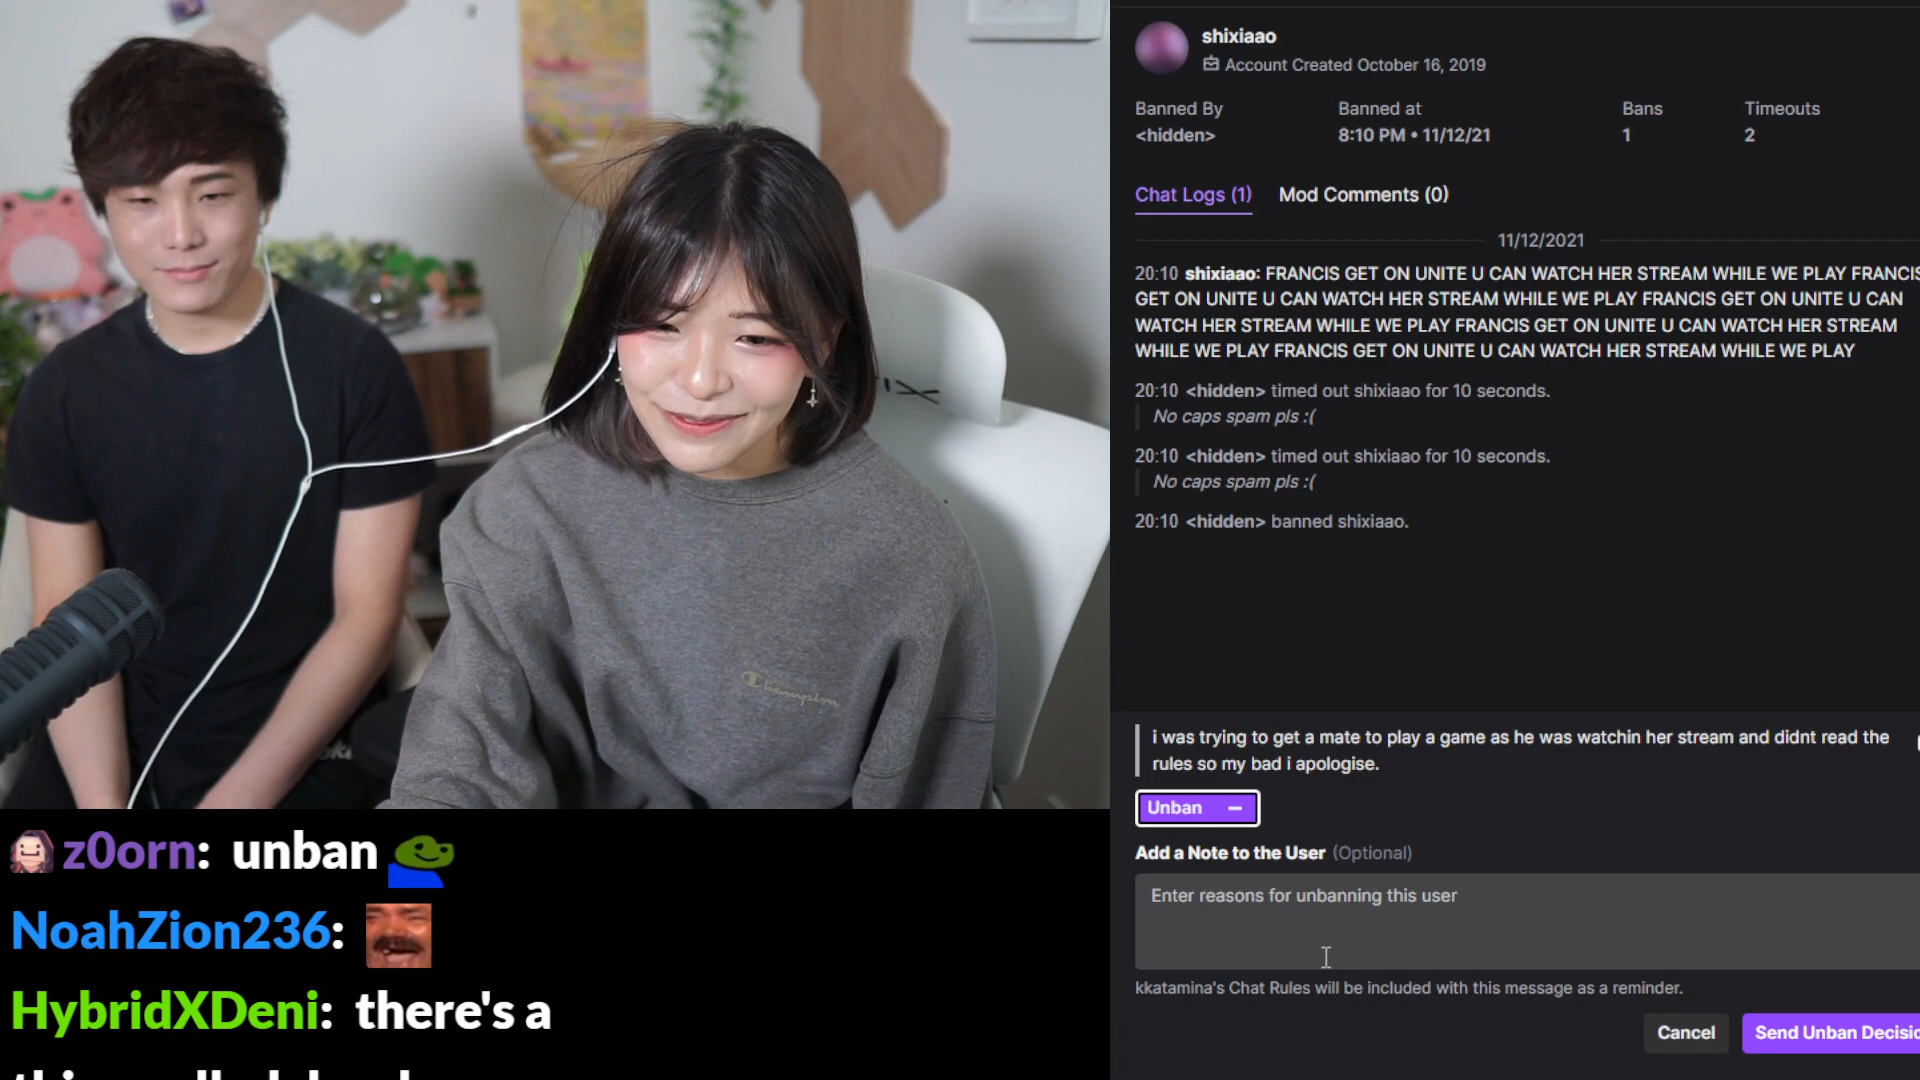 shixiaao
Account Created October 16, 2019
Banned By
Banned at
Bans
Timeouts
<hidden>
8:10 PM • 11/12/21
1
2
Chat Logs (1)
Mod Comments (0)
11/12/2021
20:10 shixiaao: FRANCIS GET ON UNITE U CAN WATCH HER STREAM WHILE WE PLAY FRANCIS
GET ON UNITE U CAN WATCH HER STREAM WHILE WE PLAY FRANCIS GET ON UNITE U CAN
WATCH HER STREAM WHILE WE PLAY FRANCIS GET ON UNITE U CAN WATCH HER STREAM
WHILE WE PLAY FRANCIS GET ON UNITE U CAN WATCH HER STREAM WHILE WE PLAY
20:10 <hidden> timed out shixiaao for 10 seconds.
No caps spam pls :(
20:10 <hidden> timed out shixiaao for 10 seconds.
No caps spam pls :(
20:10 <hidden> banned shixiaao.
i was trying to get a mate to play a game as he was watchin her stream and didnt read the
rules so my bad i apologise.
Unban
Add a Note to the User (Optional)
Enter reasons for unbanning this user
kkatamina's Chat Rules will be included with this message as a reminder.
Cancel
Send Unban Decisio
Champion
z0orn: unban
NoahZion236:
HybridXDeni: there's a